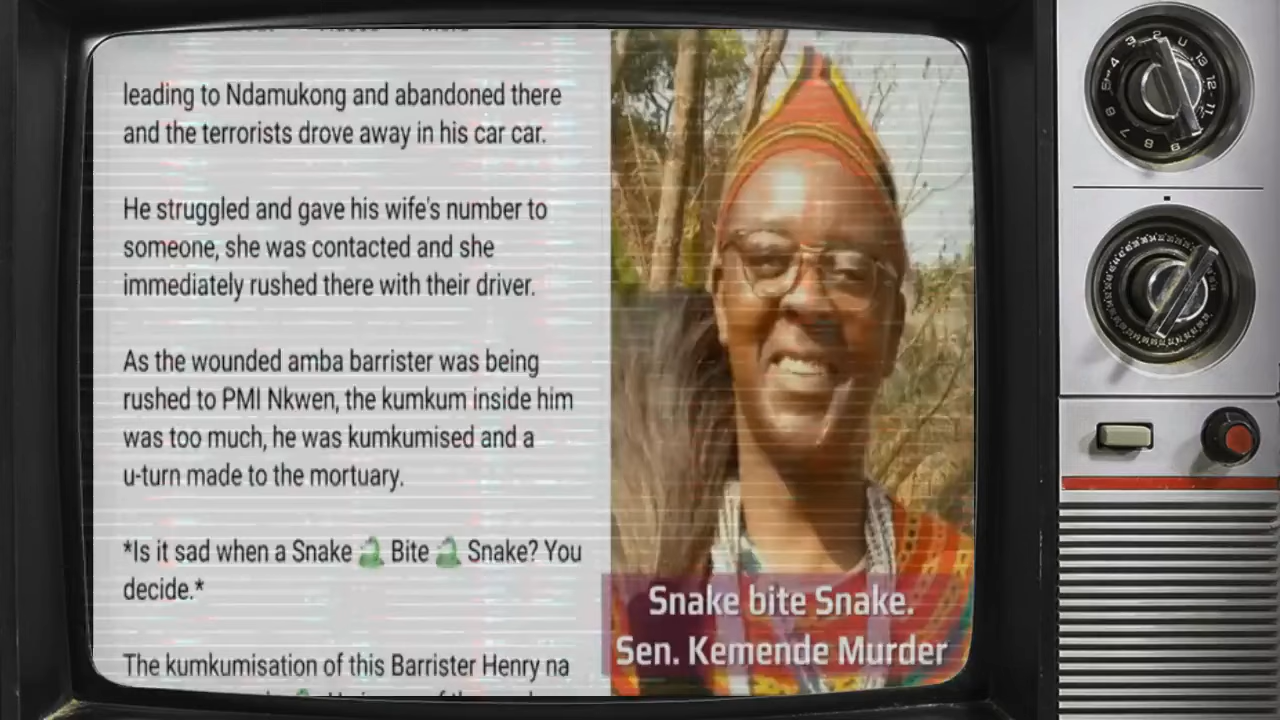 leading to Ndamukong and abandoned there
and the terrorists drove away in his car car.
He struggled and gave his wife's number to
someone, she was contacted and she
immediately rushed there with their driver.
As the wounded amba barrister was being
rushed to PMI Nkwen, the kumkum inside him
was too much, he was kumkumised and a
u-turn made to the mortuary.
*Is it sad when a Snake 🐍 Bite 🐍 Snake? You
decide.*
The kumkumisation of this Barrister Henry na
Snake bite Snake.
Sen. Kemende Murder